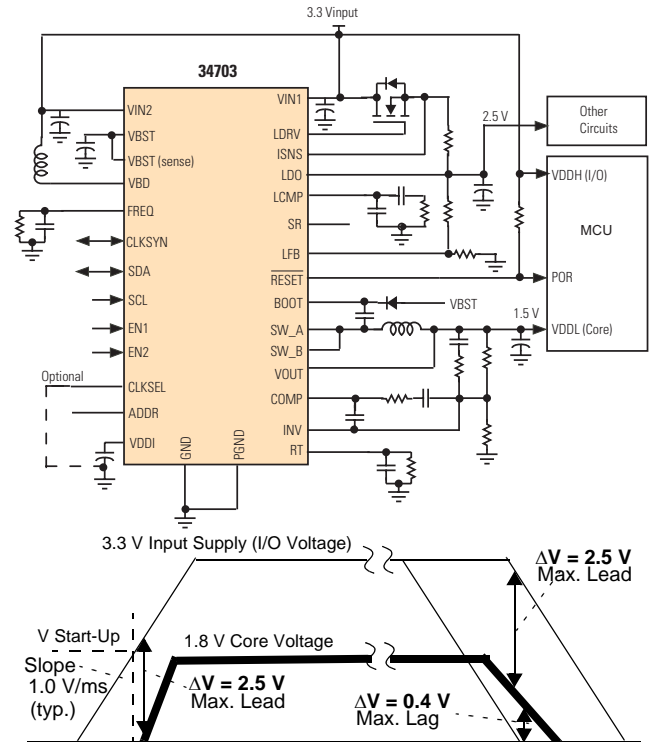 3.3 Vinput
34703
VIN2
VBST
VBST (sense)
VBD
FREQ
CLKSYN
SDA
SCL
EN1
EN2
Optional
CLKSEL
ADDR
VDDI
GND
PGND
VIN1
LDRV
ISNS
LDO
LCMP
SR
LFB
RESET
BOOT
SW_A
SW_B
VOUT
COMP
INV
RT
VBST
2.5 V
1.5 V
Other
Circuits
VDDH (I/O)
MCU
POR
VDDL (Core)
3.3 V Input Supply (I/O Voltage)
ΔV = 2.5 V
Max. Lead
V Start-Up
1.8 V Core Voltage
Slope
1.0 V/ms
(typ.)
ΔV = 2.5 V
Max. Lead
ΔV = 0.4 V
Max. Lag